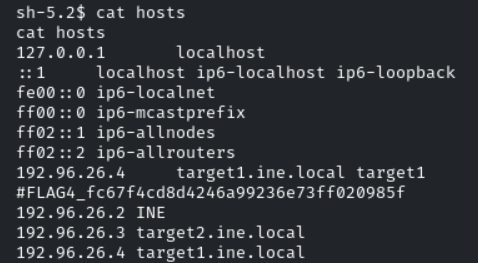 sh-5.2$ cat hosts
cat hosts
127.0.0.1       localhost
::1     localhost ip6-localhost ip6-loopback
fe00::0 ip6-localnet
ff00::0 ip6-mcastprefix
ff02::1 ip6-allnodes
ff02::2 ip6-allrouters
192.96.26.4     target1.ine.local target1
#FLAG4_fc67f4cd8d4246a99236e73ff020985f
192.96.26.2 INE
192.96.26.3 target2.ine.local
192.96.26.4 target1.ine.local